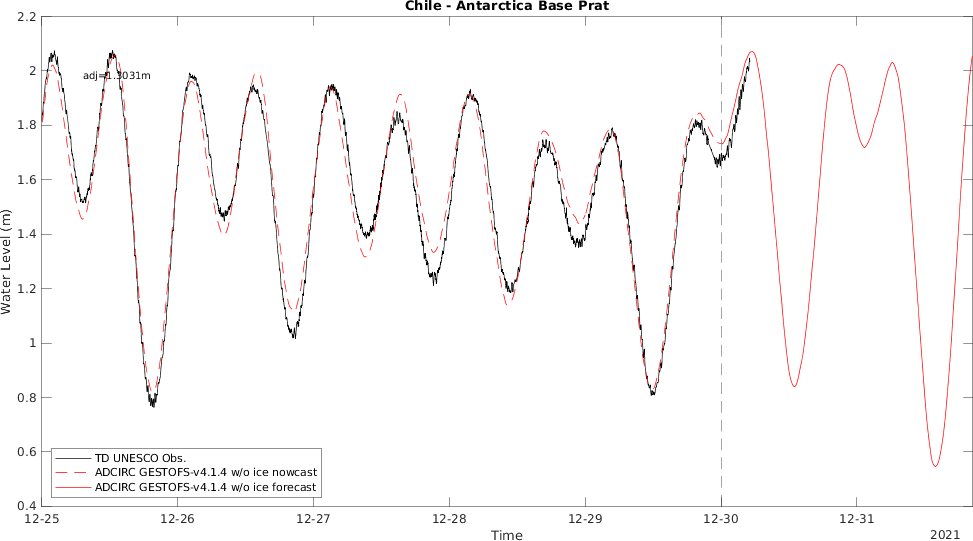 Chile - Antarctica Base Prat
2.2
2
1.8
1.6
1.4
1.2
1
0.8
0.6
0.4
Water Level (m)
adj=1.3031m
TD UNESCO Obs.
ADCIRC GESTOFS-v4.1.4 w/o ice nowcast
ADCIRC GESTOFS-v4.1.4 w/o ice forecast
12-25
12-26
12-27
12-28
12-29
12-30
12-31
Time
2021